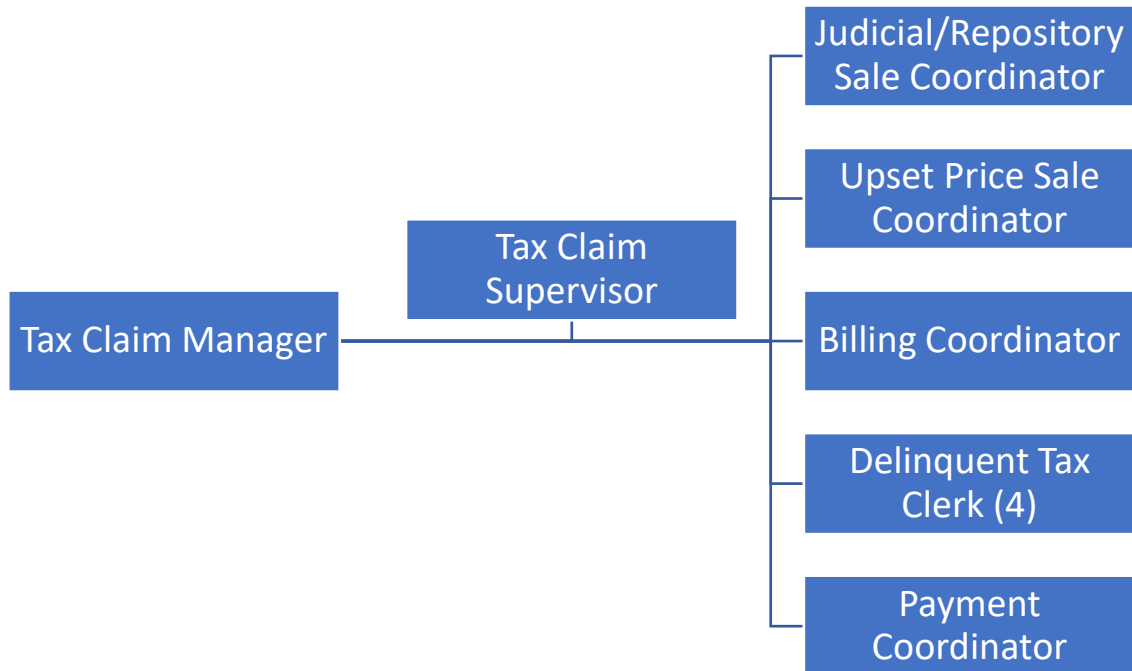 Tax Claim Manager
Tax Claim
Supervisor
Judicial/Repository
Sale Coordinator
Upset Price Sale
Coordinator
Billing Coordinator
Delinquent Tax
Clerk (4)
Payment
Coordinator